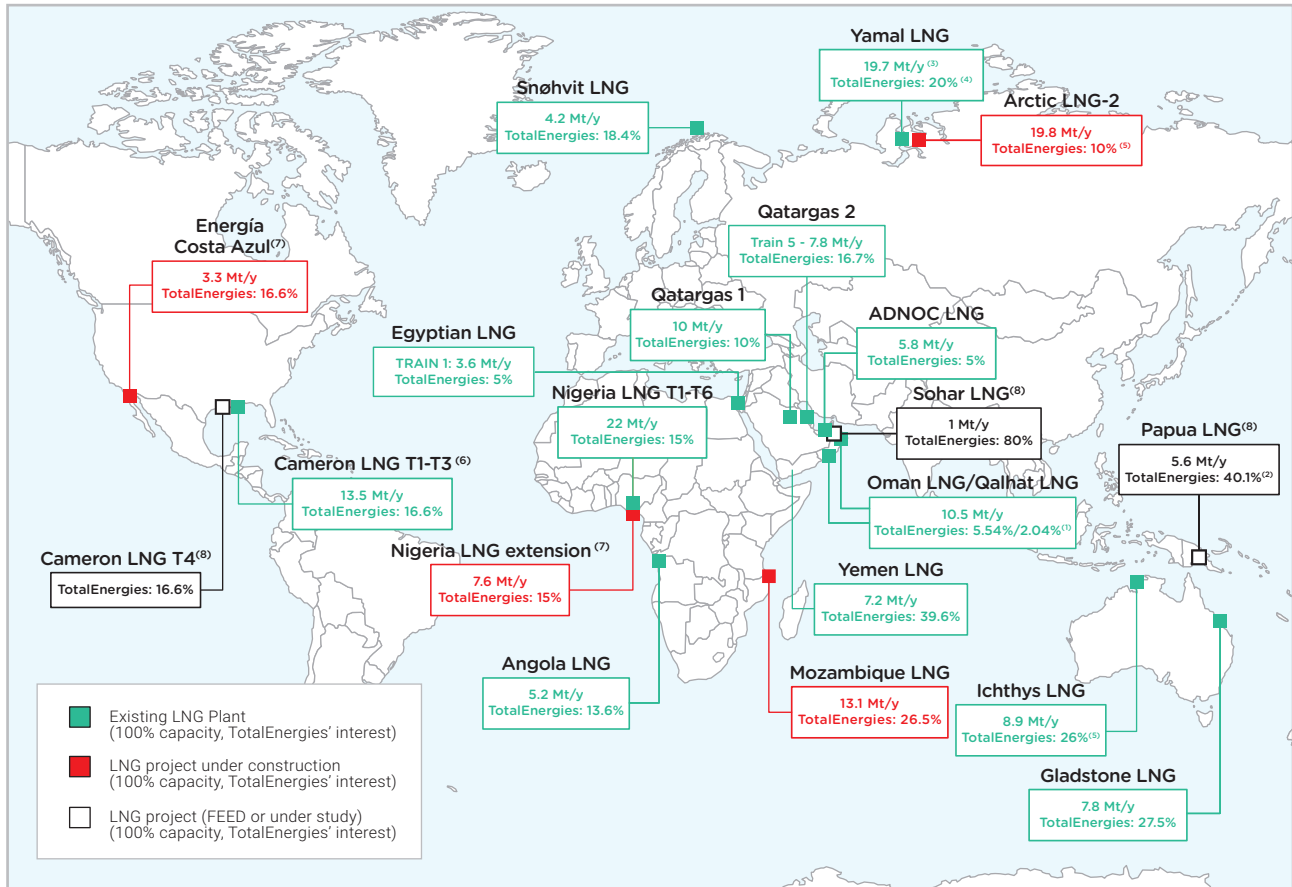 Yamal LNG
19.7 Mt/y (3)
TotalEnergies: 20% (4)
Snøhvit LNG
4.2 Mt/y
TotalEnergies: 18.4%
Arctic LNG-2
19.8 Mt/y
TotalEnergies: 10% (5)
Energía
Costa Azul(7)
3.3 Mt/y
TotalEnergies: 16.6%
Qatargas 2
Train 5 - 7.8 Mt/y
TotalEnergies: 16.7%
Qatargas 1
10 Mt/y
TotalEnergies: 10%
ADNOC LNG
5.8 Mt/y
TotalEnergies: 5%
Egyptian LNG
TRAIN 1: 3.6 Mt/y
TotalEnergies: 5%
Nigeria LNG T1-T6
22 Mt/y
TotalEnergies: 15%
Sohar LNG(8)
1 Mt/y
TotalEnergies: 80%
Papua LNG(8)
5.6 Mt/y
TotalEnergies: 40.1%(2)
Cameron LNG T1-T3 (6)
13.5 Mt/y
TotalEnergies: 16.6%
Oman LNG/Qalhat LNG
10.5 Mt/y
TotalEnergies: 5.54%/2.04%(1)
Cameron LNG T4(8)
TotalEnergies: 16.6%
Nigeria LNG extension(7)
7.6 Mt/y
TotalEnergies: 15%
Yemen LNG
7.2 Mt/y
TotalEnergies: 39.6%
Angola LNG
5.2 Mt/y
TotalEnergies: 13.6%
Mozambique LNG
13.1 Mt/y
TotalEnergies: 26.5%
Ichthys LNG
8.9 Mt/y
TotalEnergies: 26%(5)
Gladstone LNG
7.8 Mt/y
TotalEnergies: 27.5%
Existing LNG Plant
(100% capacity, TotalEnergies' interest)
LNG project under construction
(100% capacity, TotalEnergies' interest)
LNG project (FEED or under study)
(100% capacity, TotalEnergies' interest)